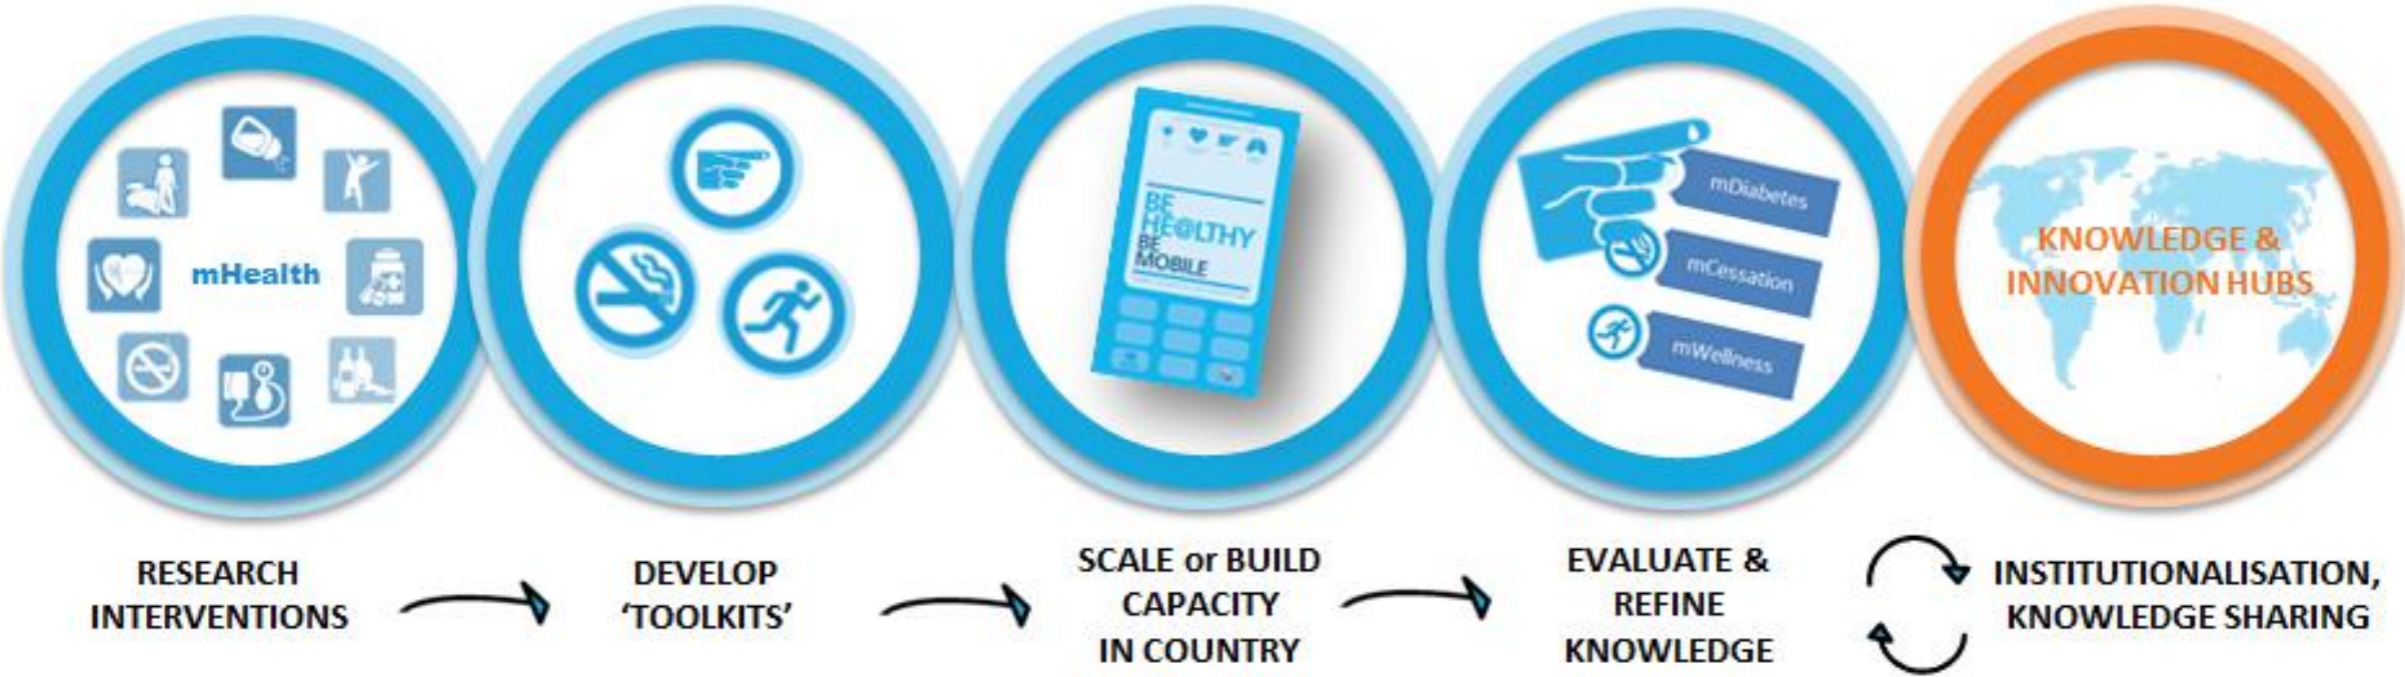 mHealth
BE
HE@LTHY
BE
MOBILE
mDiabetes
mCessation
mWellness
KNOWLEDGE &
INNOVATION HUBS
RESEARCH
INTERVENTIONS
DEVELOP
‘TOOLKITS’
SCALE or BUILD
CAPACITY
IN COUNTRY
EVALUATE &
REFINE
KNOWLEDGE
INSTITUTIONALISATION,
KNOWLEDGE SHARING